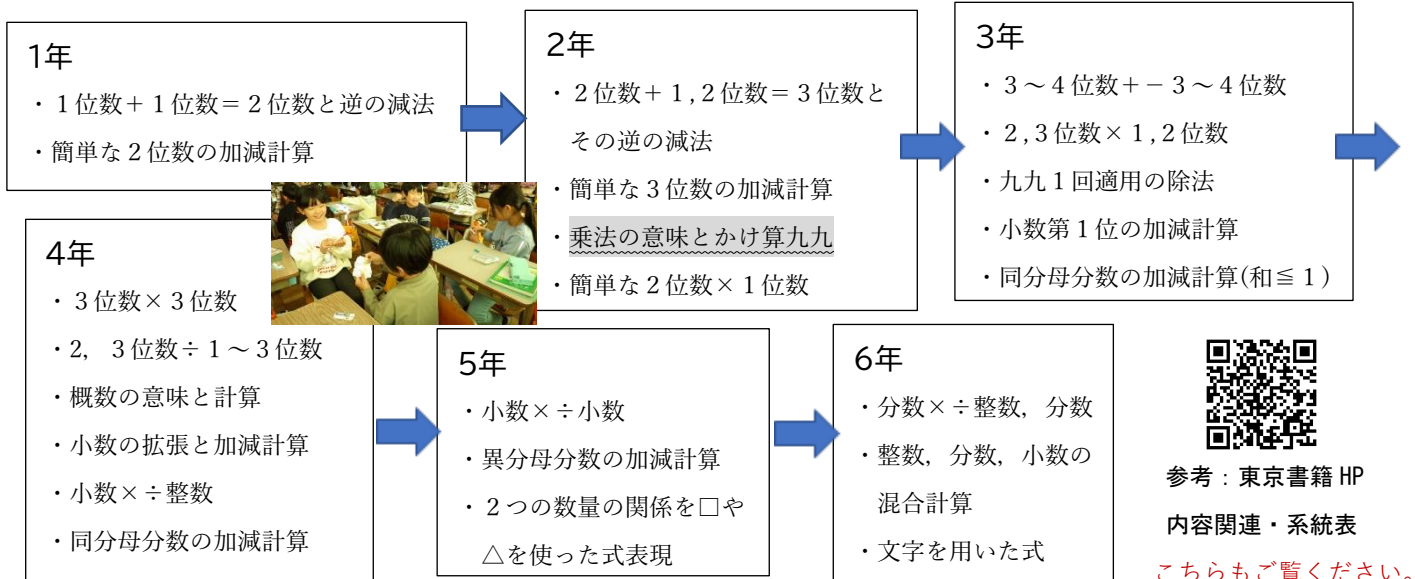 1年
・１位数＋１位数＝２位数と逆の減法
・簡単な２位数の加減計算
2年
・２位数＋１,２位数＝３位数と
その逆の減法
・簡単な３位数の加減計算
・乗法の意味とかけ算九九
・簡単な２位数×１位数
3年
・３～４位数＋－３～４位数
・２,３位数×１,２位数
・九九１回適用の除法
・小数第１位の加減計算
・同分母分数の加減計算(和≦１)
4年
・３位数×３位数
・2,　３位数÷１～３位数
・概数の意味と計算
・小数の拡張と加減計算
・小数×÷整数
・同分母分数の加減計算
5年
・小数×÷小数
・異分母分数の加減計算
・２つの数量の関係を□や
△を使った式表現
6年
・分数×÷整数，分数
・整数，分数，小数の
混合計算
・文字を用いた式
参考：東京書籍 HP
内容関連・系統表
こちらもご覧ください。